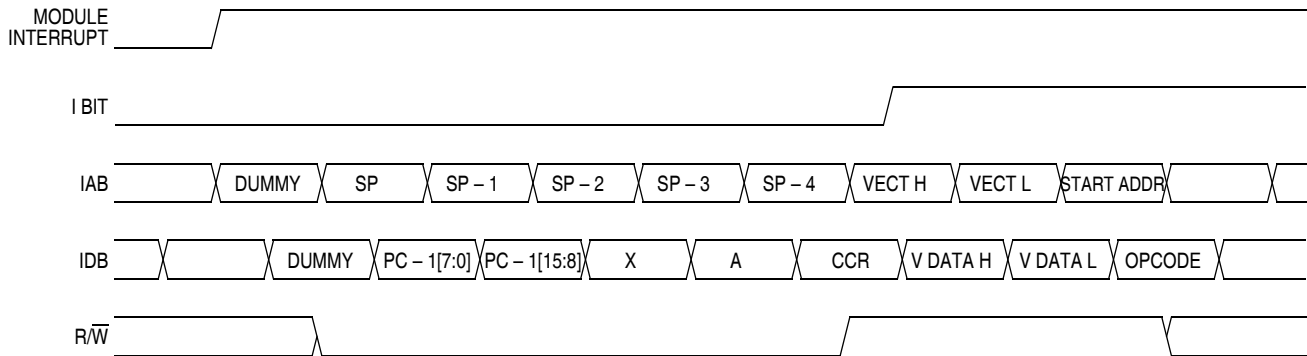 MODULE
INTERRUPT
I BIT
IAB DUMMY SP SP – 1 SP – 2 SP – 3 SP – 4 VECT H VECT L START ADDR
IDB DUMMY PC – 1[7:0] PC – 1[15:8] X A CCR V DATA H V DATA L OPCODE
R/W̅